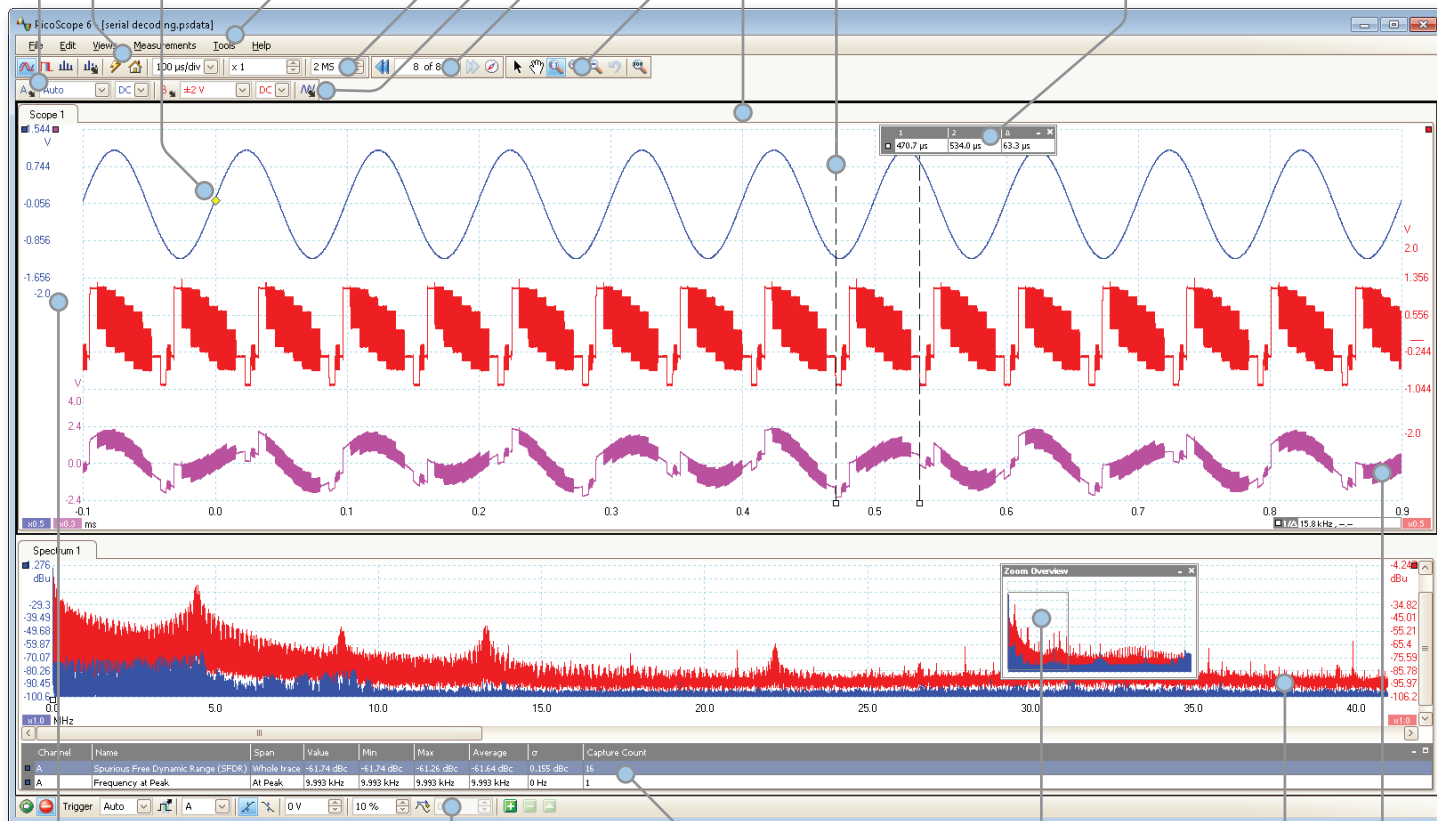 PicoScope 6 - [serial decoding.psdata]
File Edit Views Measurements Tools Help
100 µs/div x 1 2 MS 8 of 8
A Auto DC B ±2 V DC
Scope 1
1.544
V
0.744
-0.056
-0.856
-1.656
-2.0
V
4.0
2.4
0.0
-2.4
1 2 Δ
470.7 µs 534.0 µs 63.3 µs
V
2.0
1.356
0.556
-0.244
-1.044
-2.0
-0.1 0.0 0.1 0.2 0.3 0.4 0.5 0.6 0.7 0.8 0.9
x0.5 x0.3 ms
1/Δ 15.8 kHz , --.--
x0.5
Spectrum 1
.276
dBu
-29.3
-39.49
-49.68
-59.87
-70.07
-80.26
-90.45
-100.6
Zoom Overview
-4.24
dBu
-34.82
-45.01
-55.21
-65.4
-75.59
-85.78
-95.97
-106.2
0.0 5.0 10.0 15.0 20.0 25.0 30.0 35.0 40.0
x1.0 MHz
x1.0
Channel Name Span Value Min Max Average σ Capture Count
A Spurious Free Dynamic Range (SFDR) Whole trace -61.74 dBc -61.74 dBc -61.26 dBc -61.64 dBc 0.155 dBc 16
A Frequency at Peak At Peak 9.993 kHz 9.993 kHz 9.993 kHz 9.993 kHz 0 Hz 1
Trigger Auto A 0 V 10 %